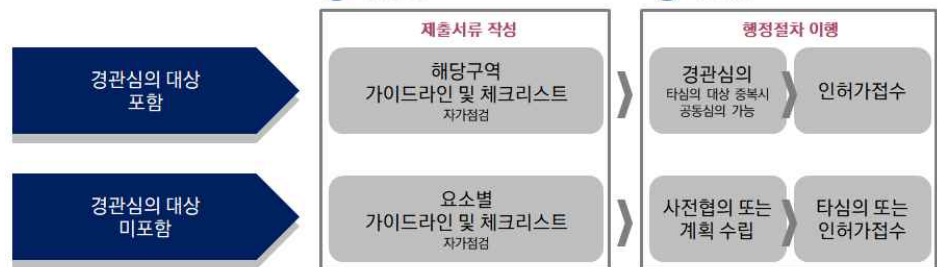 제출서류 작성
행정절차 이행
경관심의 대상
포함
해당구역
가이드라인 및 체크리스트
자가점검
경관심의
타심의 대상 중복시
공동심의 가능
인허가접수
경관심의 대상
미포함
요소별
가이드라인 및 체크리스트
자가점검
사전협의 또는
계획 수립
타심의 또는
인허가접수